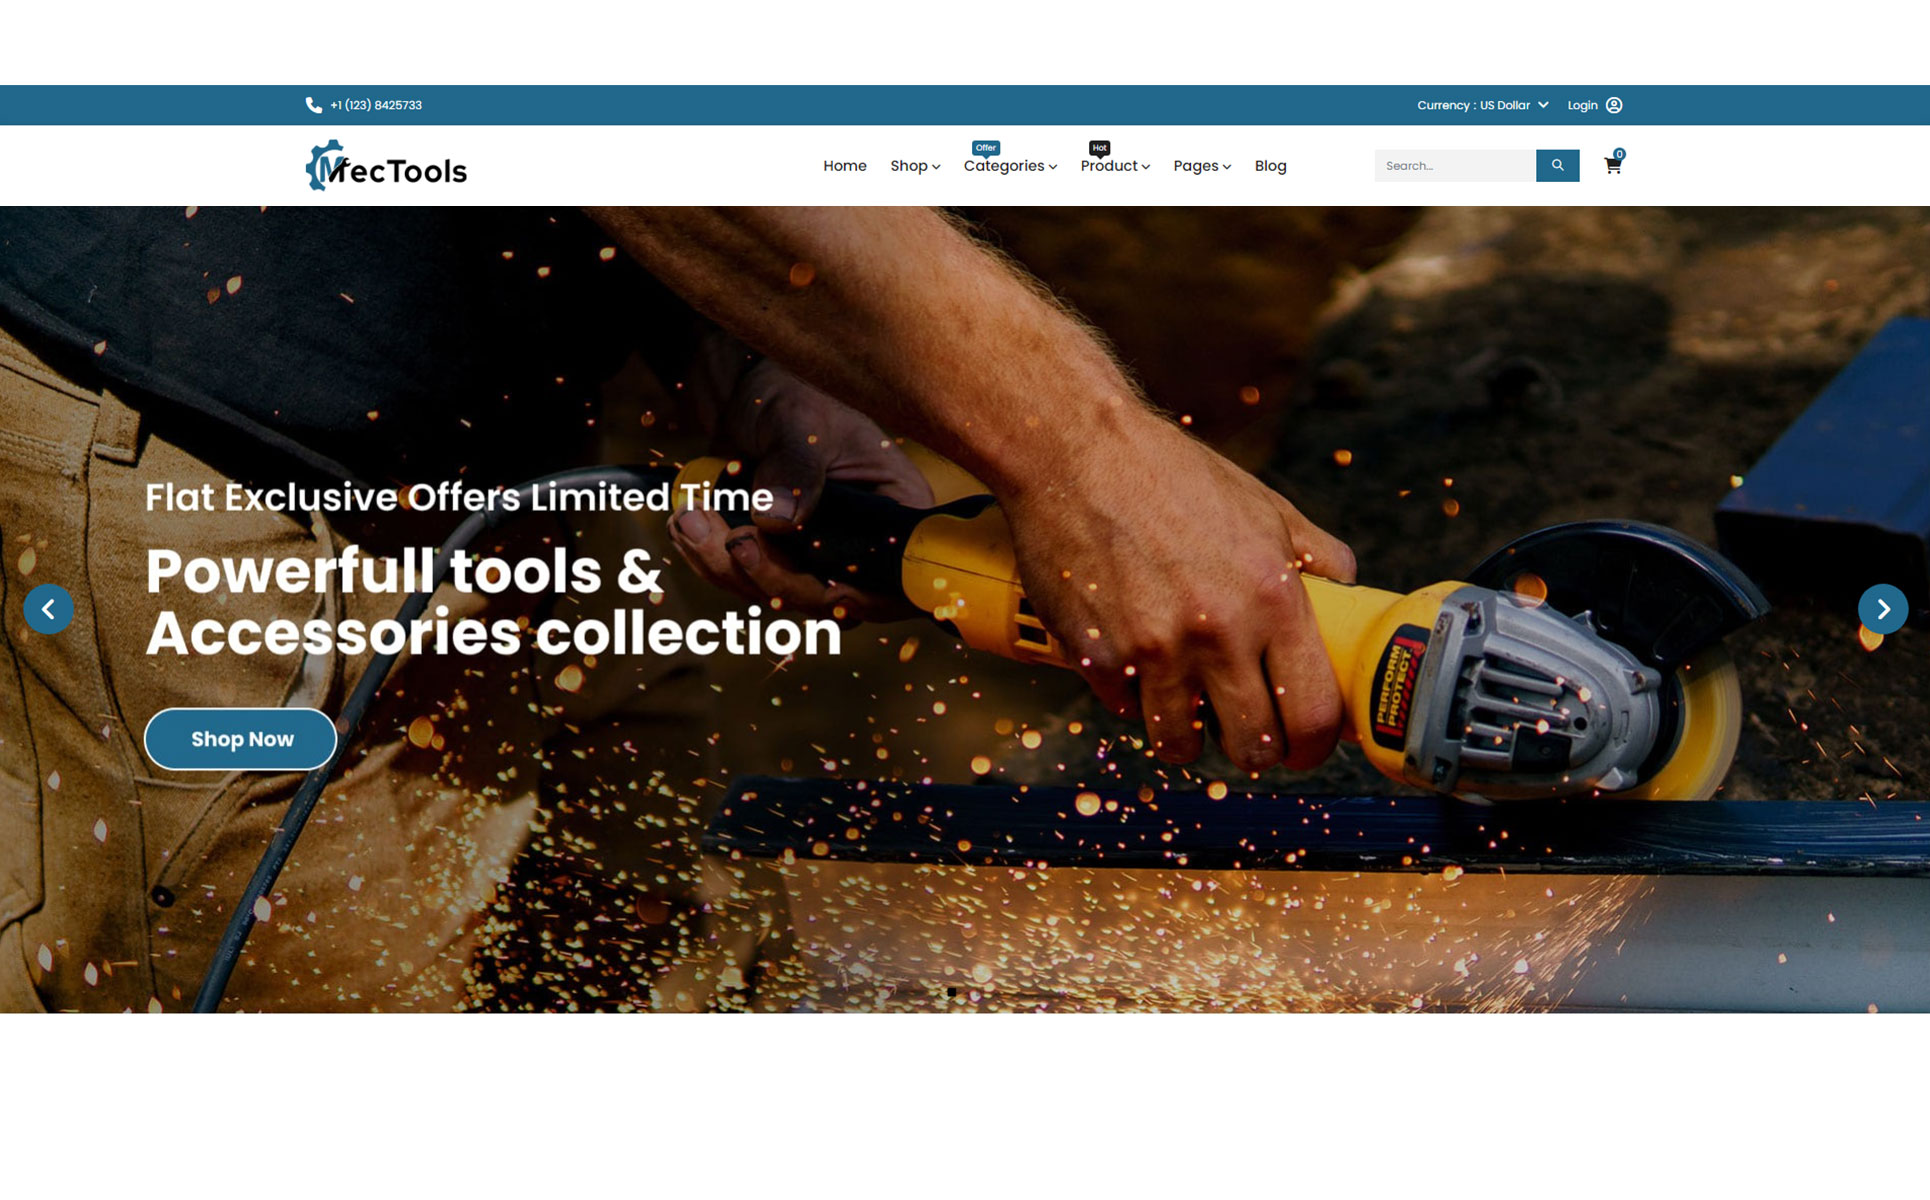 +1 (123) 8425733
Currency : US Dollar Login
MecTools
Offer
Hot
Home Shop Categories Product Pages Blog
Search...
0
Flat Exclusive Offers Limited Time
Powerfull tools &
Accessories collection
Shop Now
PERFORM
PROTECT